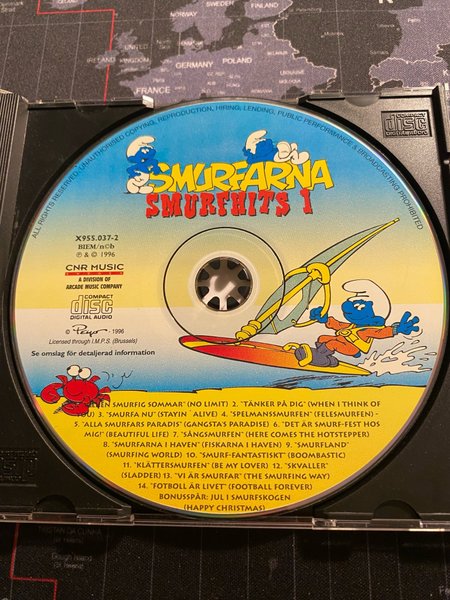 GERMANY
POLAND
FRANCE
ALL RIGHTS RESERVED. UNAUTHORISED COPYING, REPRODUCTION, HIRING, LENDING, PUBLIC PERFORMANCE & BROADCASTING PROHIBITED
COMPACT
disc
SMURFARNA
SMURFHITS 1
X955.037-2
BIEM/n©b
℗ & © 1996
CNR MUSIC
A DIVISION OF
ARCADE MUSIC COMPANY
COMPACT
disc
DIGITAL AUDIO
© Peyo 1996
Licensed through I.M.P.S. (Brussels)
Se omslag för detaljerad information
SMURFIG SOMMAR" (NO LIMIT) 2. "TÄNKER PÅ DIG" (WHEN I THINK OF
YOU) 3. "SMURFA NU" (STAYIN´ALIVE) 4. "SPELMANSSMURFEN" (FELESMURFEN) -
5. "ALLA SMURFARS PARADIS" (GANGSTA'S PARADISE) 6. "DET ÄR SMURF-FEST HOS
MIG!" (BEAUTIFUL LIFE) 7. "SÅNGSMURFEN" (HERE COMES THE HOTSTEPPER)
8. "SMURFARNA I HAVEN" (FISKARNA I HAVEN) 9. "SMURFLAND"
(SMURFING WORLD) 10. "SMURF-FANTASTISKT" (BOOMBASTIC)
11. "KLÄTTERSMURFEN" (BE MY LOVER) 12. "SKVALLER"
(SLADDER) 13. "VI ÄR SMURFAR" (THE SMURFING WAY)
14. "FOTBOLL ÄR LIVET" (FOOTBALL FOREVER)
BONUSSPÅR: JUL I SMURFSKOGEN
(HAPPY CHRISTMAS)